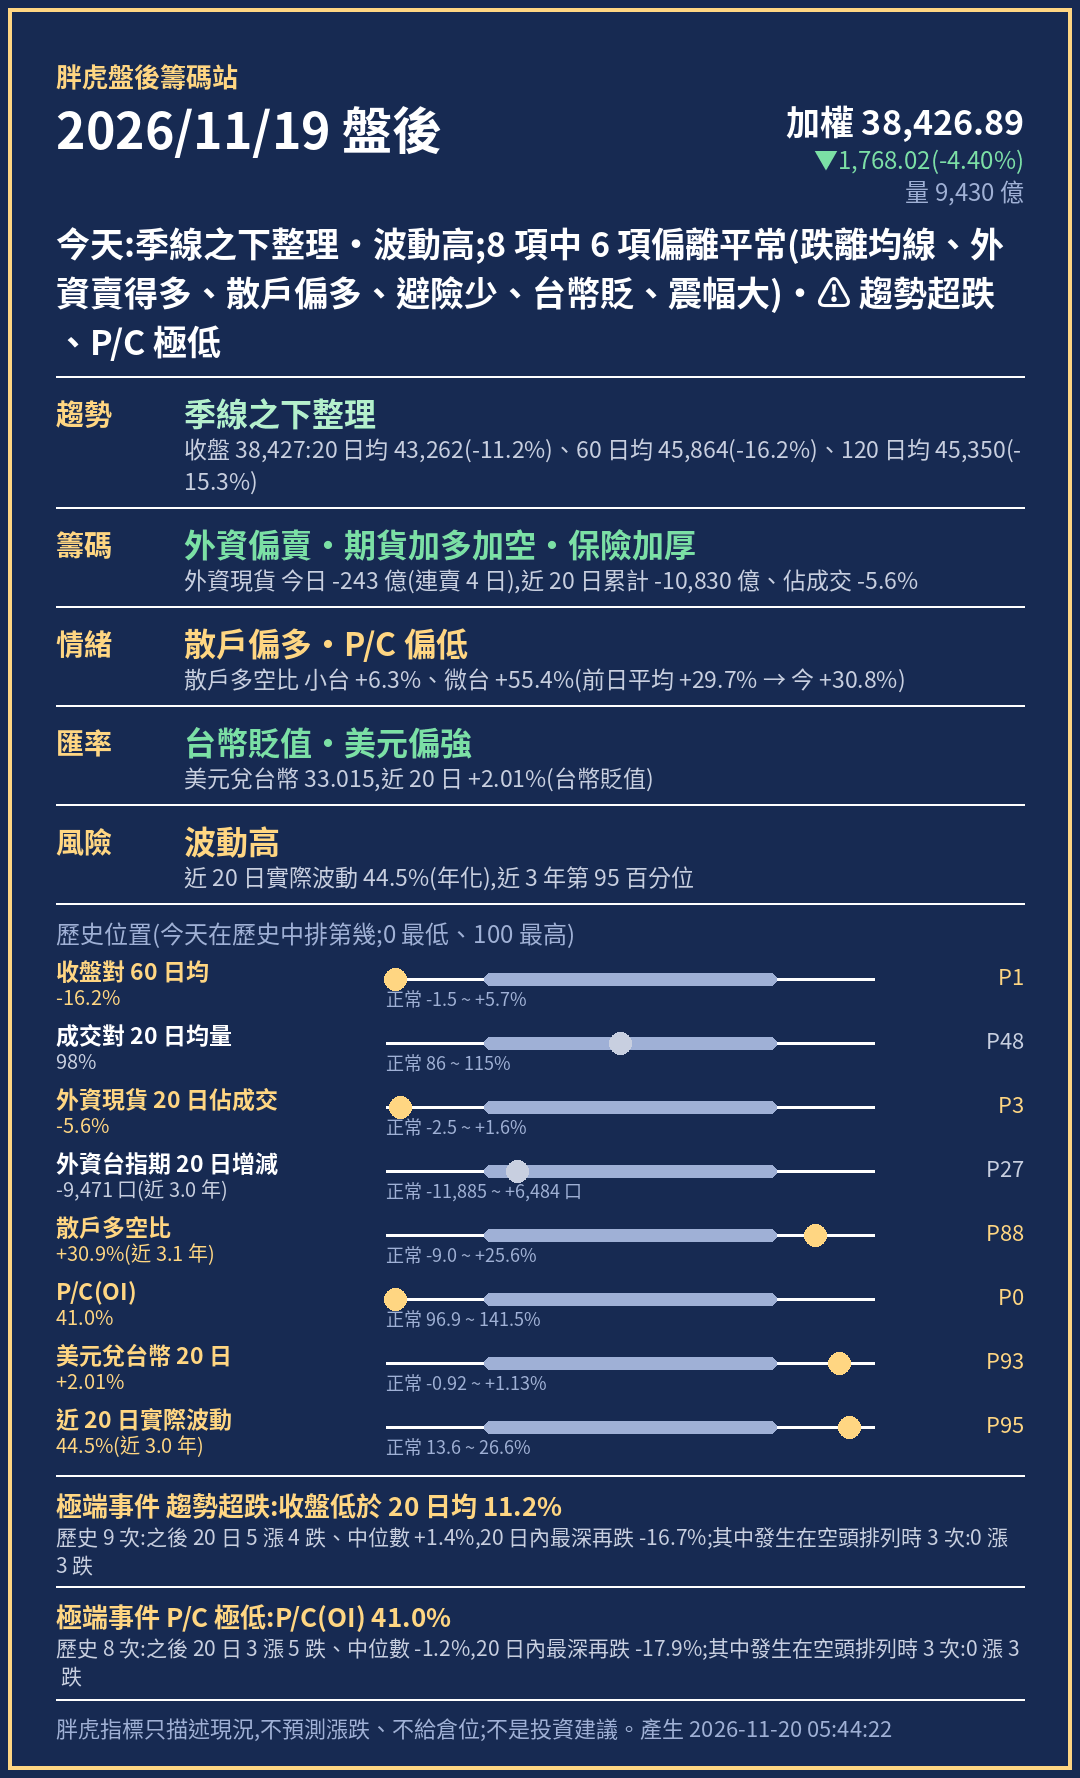 胖虎盤後籌碼站
2026/11/19 盤後
加權 38,426.89
▼1,768.02(-4.40%)
量 9,430 億
今天:季線之下整理・波動高;8 項中 6 項偏離平常(跌離均線、外
資賣得多、散戶偏多、避險少、台幣貶、震幅大)・⚠ 趨勢超跌
、P/C 極低
趨勢
季線之下整理
收盤 38,427:20 日均 43,262(-11.2%)、60 日均 45,864(-16.2%)、120 日均 45,350(-
15.3%)
籌碼
外資偏賣・期貨加多加空・保險加厚
外資現貨 今日 -243 億(連賣 4 日),近 20 日累計 -10,830 億、佔成交 -5.6%
情緒
散戶偏多・P/C 偏低
散戶多空比 小台 +6.3%、微台 +55.4%(前日平均 +29.7% → 今 +30.8%)
匯率
台幣貶值・美元偏強
美元兌台幣 33.015,近 20 日 +2.01%(台幣貶值)
風險
波動高
近 20 日實際波動 44.5%(年化),近 3 年第 95 百分位
歷史位置(今天在歷史中排第幾;0 最低、100 最高)
收盤對 60 日均
-16.2%
正常 -1.5 ~ +5.7%
P1
成交對 20 日均量
98%
正常 86 ~ 115%
P48
外資現貨 20 日佔成交
-5.6%
正常 -2.5 ~ +1.6%
P3
外資台指期 20 日增減
-9,471 口(近 3.0 年)
正常 -11,885 ~ +6,484 口
P27
散戶多空比
+30.9%(近 3.1 年)
正常 -9.0 ~ +25.6%
P88
P/C(OI)
41.0%
正常 96.9 ~ 141.5%
P0
美元兌台幣 20 日
+2.01%
正常 -0.92 ~ +1.13%
P93
近 20 日實際波動
44.5%(近 3.0 年)
正常 13.6 ~ 26.6%
P95
極端事件 趨勢超跌:收盤低於 20 日均 11.2%
歷史 9 次:之後 20 日 5 漲 4 跌、中位數 +1.4%,20 日內最深再跌 -16.7%;其中發生在空頭排列時 3 次:0 漲
3 跌
極端事件 P/C 極低:P/C(OI) 41.0%
歷史 8 次:之後 20 日 3 漲 5 跌、中位數 -1.2%,20 日內最深再跌 -17.9%;其中發生在空頭排列時 3 次:0 漲 3
跌
胖虎指標只描述現況,不預測漲跌、不給倉位;不是投資建議。產生 2026-11-20 05:44:22